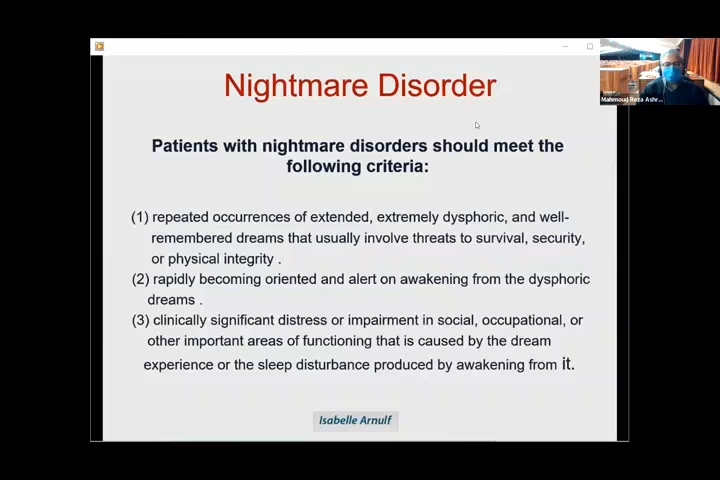 Nightmare Disorder
Mahmoud Reza Ashr...
Patients with nightmare disorders should meet the
following criteria:
(1) repeated occurrences of extended, extremely dysphoric, and well-
remembered dreams that usually involve threats to survival, security,
or physical integrity .
(2) rapidly becoming oriented and alert on awakening from the dysphoric
dreams .
(3) clinically significant distress or impairment in social, occupational, or
other important areas of functioning that is caused by the dream
experience or the sleep disturbance produced by awakening from it.
Isabelle Arnulf